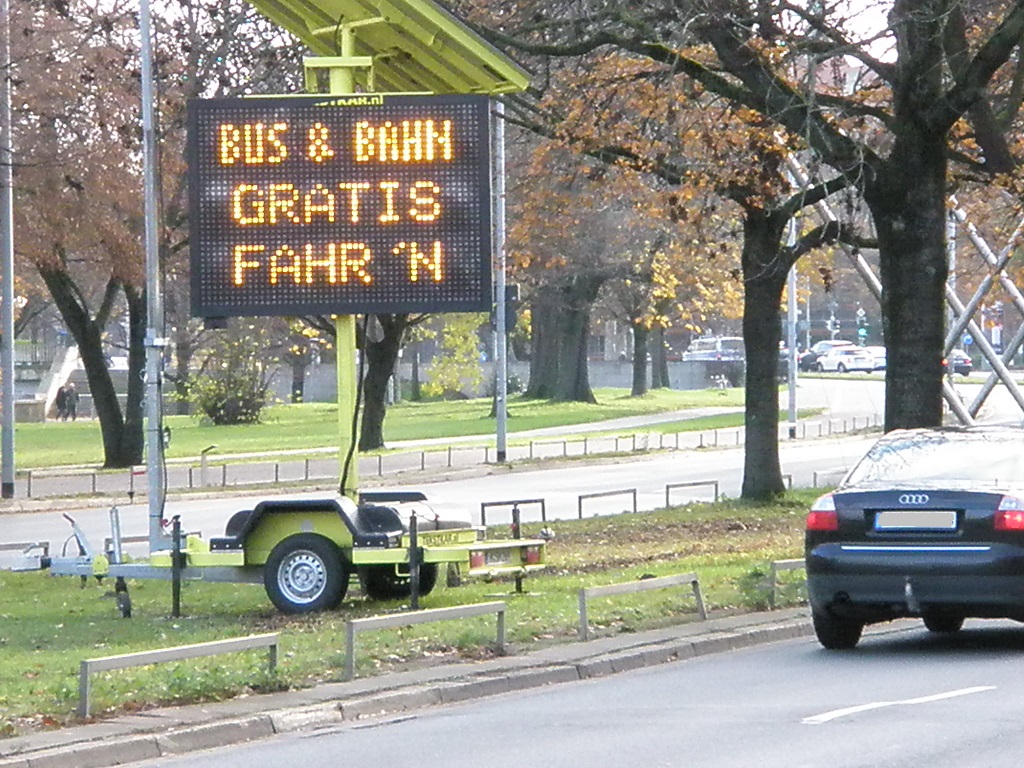 BUS & BAHN
GRATIS
FAHR 'N